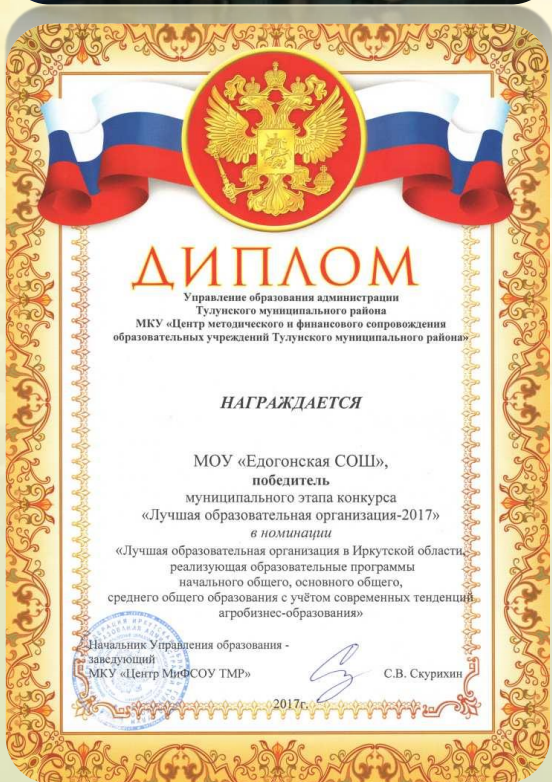 ДИПЛОМ
Управление образования администрации
Тулунского муниципального района
МКУ «Центр методического и финансового сопровождения
образовательных учреждений Тулунского муниципального района»
НАГРАЖДАЕТСЯ
МОУ «Едогонская СОШ»,
победитель
муниципального этапа конкурса
«Лучшая образовательная организация-2017»
в номинации
«Лучшая образовательная организация в Иркутской области,
реализующая образовательные программы
начального общего, основного общего,
среднего общего образования с учётом современных тенденций
агробизнес-образования»
Начальник Управления образования -
заведующий
МКУ «Центр МиФСОУ ТМР» С.В. Скурихин
2017г.